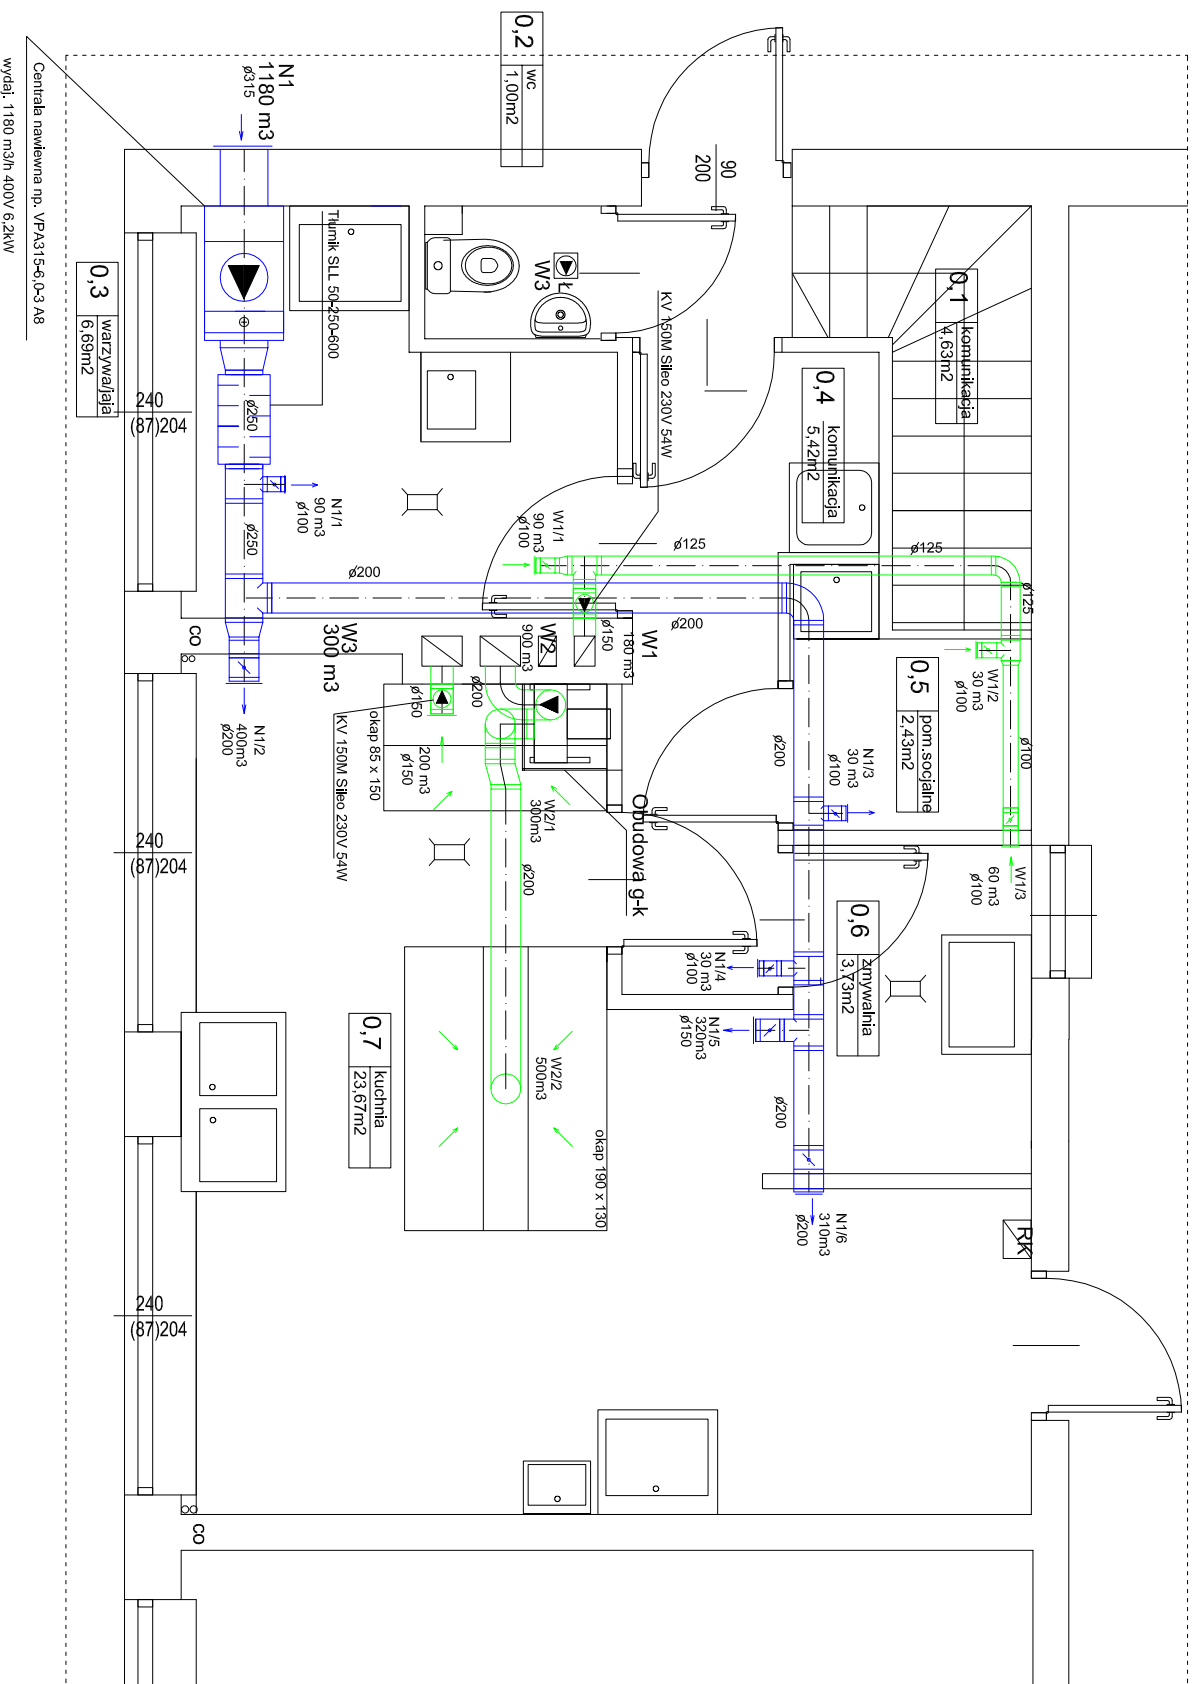 Centrala nawiewna np. VPA315-6,0-3 A8
wydaj. 1180 m3/h 400V 6,2kW
N1
1180 m3
ø315
0,2
wc
1,00m2
90
200
0,1
komunikacja
4,63m2
Tłumik SLL 50-250-600
W3
Ł
KV 150M Sileo 230V 54W
0,3
warzywa/jaja
6,69m2
240
(87)204
ø250
0,4
komunikacja
5,42m2
N1/1
90 m3
ø100
ø250
W1/1
90 m3
ø100
ø125
ø125
ø125
ø200
ø200
ø150
180 m3
W1
W2
900 m3
W3
300 m3
co
ø200
ø150
N1/2
400m3
ø200
KV 150M Sileo 230V 54W
okap 85 x 150
200 m3
ø150
W2/1
300m3
Obudowa g-k
ø200
0,5
pom.socjalne
2,43m2
W1/2
30 m3
ø100
ø100
ø200
N1/3
30 m3
ø100
W1/3
60 m3
ø100
240
(87)204
0,6
zmywalnia
3,73m2
N1/4
30 m3
ø100
N1/5
320m3
ø150
0,7
kuchnia
23,67m2
W2/2
500m3
okap 190 x 130
ø200
N1/6
310m3
ø200
RK
240
(87)204
co